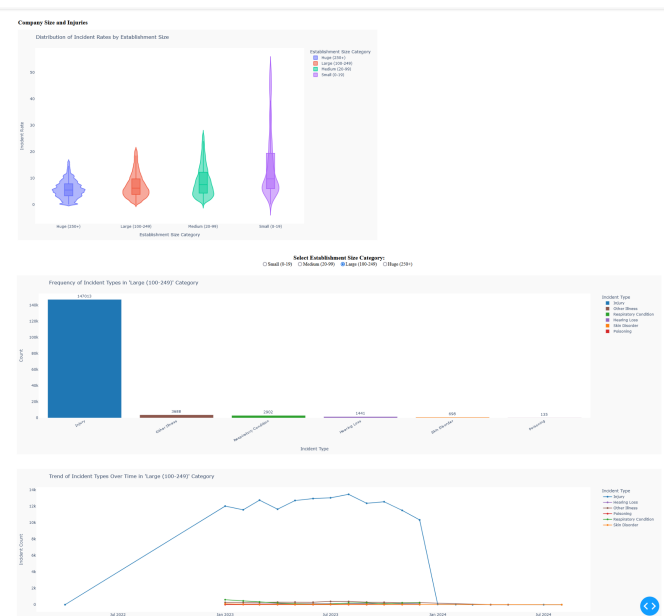 Company Size and Injuries
Distribution of Incident Rates by Establishment Size
Establishment Size Category
Huge (250+)
Large (100-249)
Medium (20-99)
Small (0-19)
50
40
30
20
10
0
Incident Rate
Huge (250+) Large (100-249) Medium (20-99) Small (0-19)
Establishment Size Category
Select Establishment Size Category:
Small (0-19) Medium (20-99) Large (100-249) Huge (250+)
Frequency of Incident Types in 'Large (100-249)' Category
Incident Type
Injury
Other Illness
Respiratory Condition
Hearing Loss
Skin Disorder
Poisoning
140k
120k
100k
80k
60k
40k
20k
0
Count
2902
1441
Injury Other Illness Respiratory Condition Hearing Loss Skin Disorder Poisoning
Incident Type
Trend of Incident Types Over Time in 'Large (100-249)' Category
Incident Type
Injury
Hearing Loss
Other Illness
Poisoning
Respiratory Condition
Skin Disorder
14k
12k
10k
8k
6k
4k
2k
Incident Count
Jul 2022 Jan 2023 Jul 2023 Jan 2024 Jul 2024